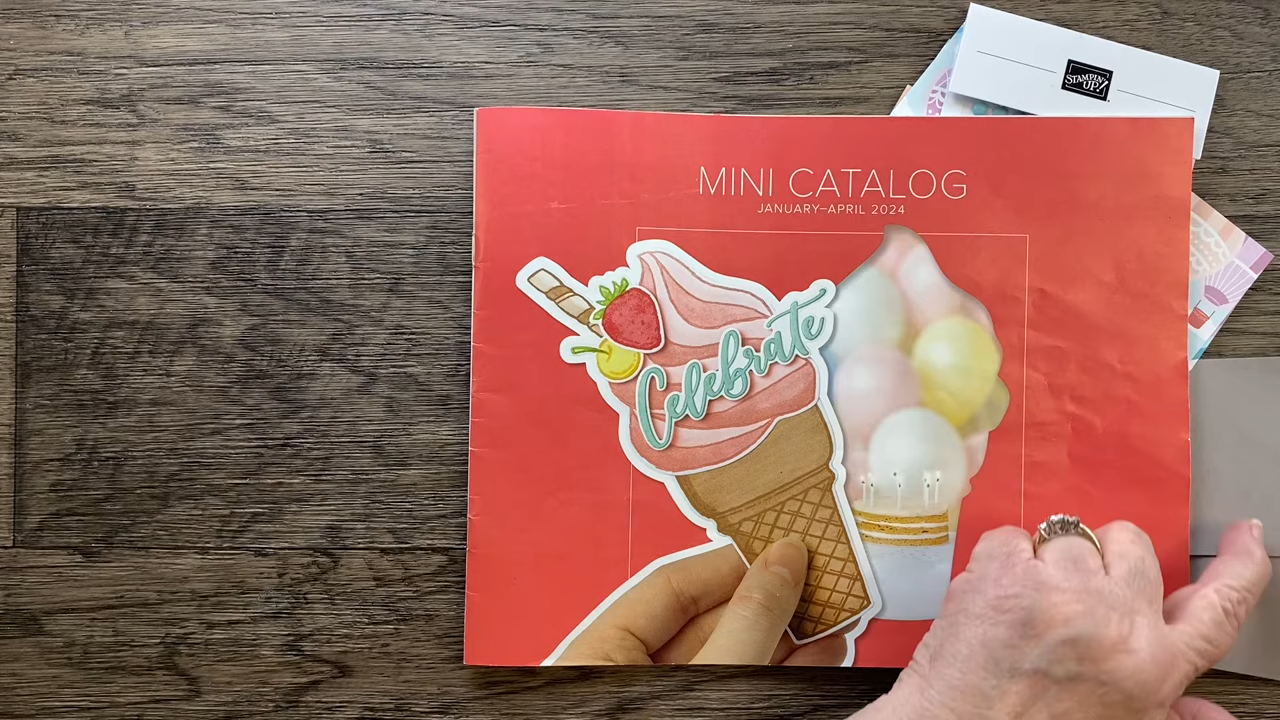 STAMPIN'
UP!
MINI CATALOG
JANUARY–APRIL 2024
Celebrate